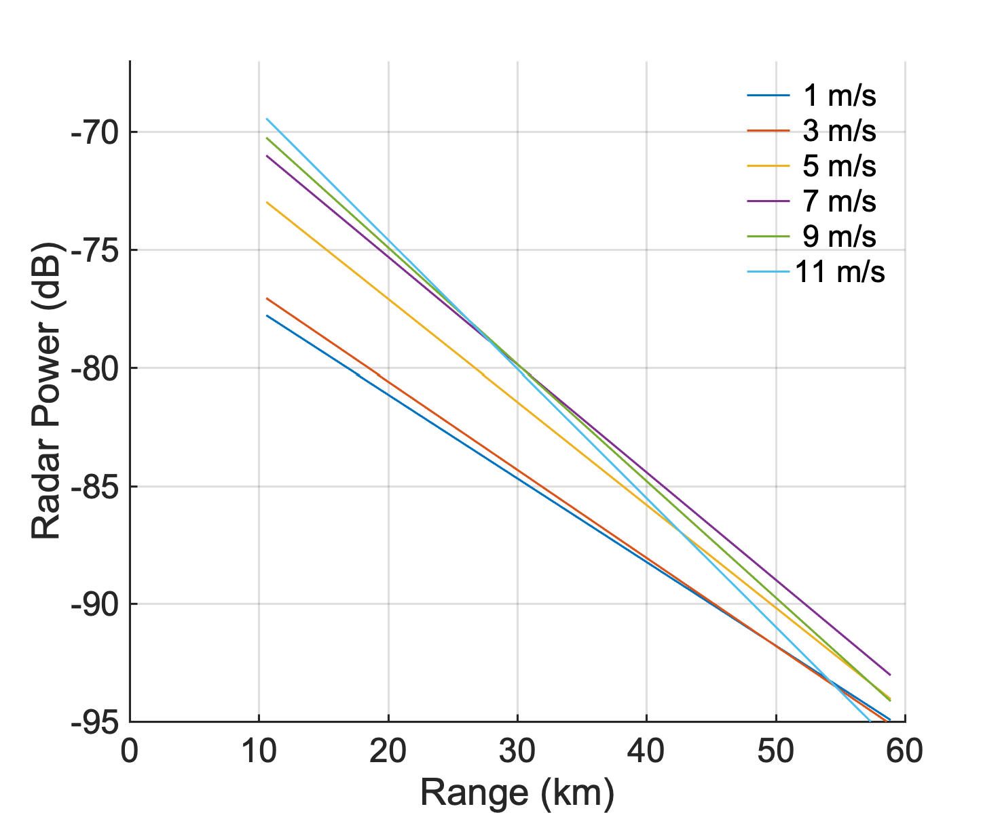 1 m/s
3 m/s
5 m/s
7 m/s
9 m/s
11 m/s
-70
-75
-80
-85
-90
-95
Radar Power (dB)
0 10 20 30 40 50 60
Range (km)